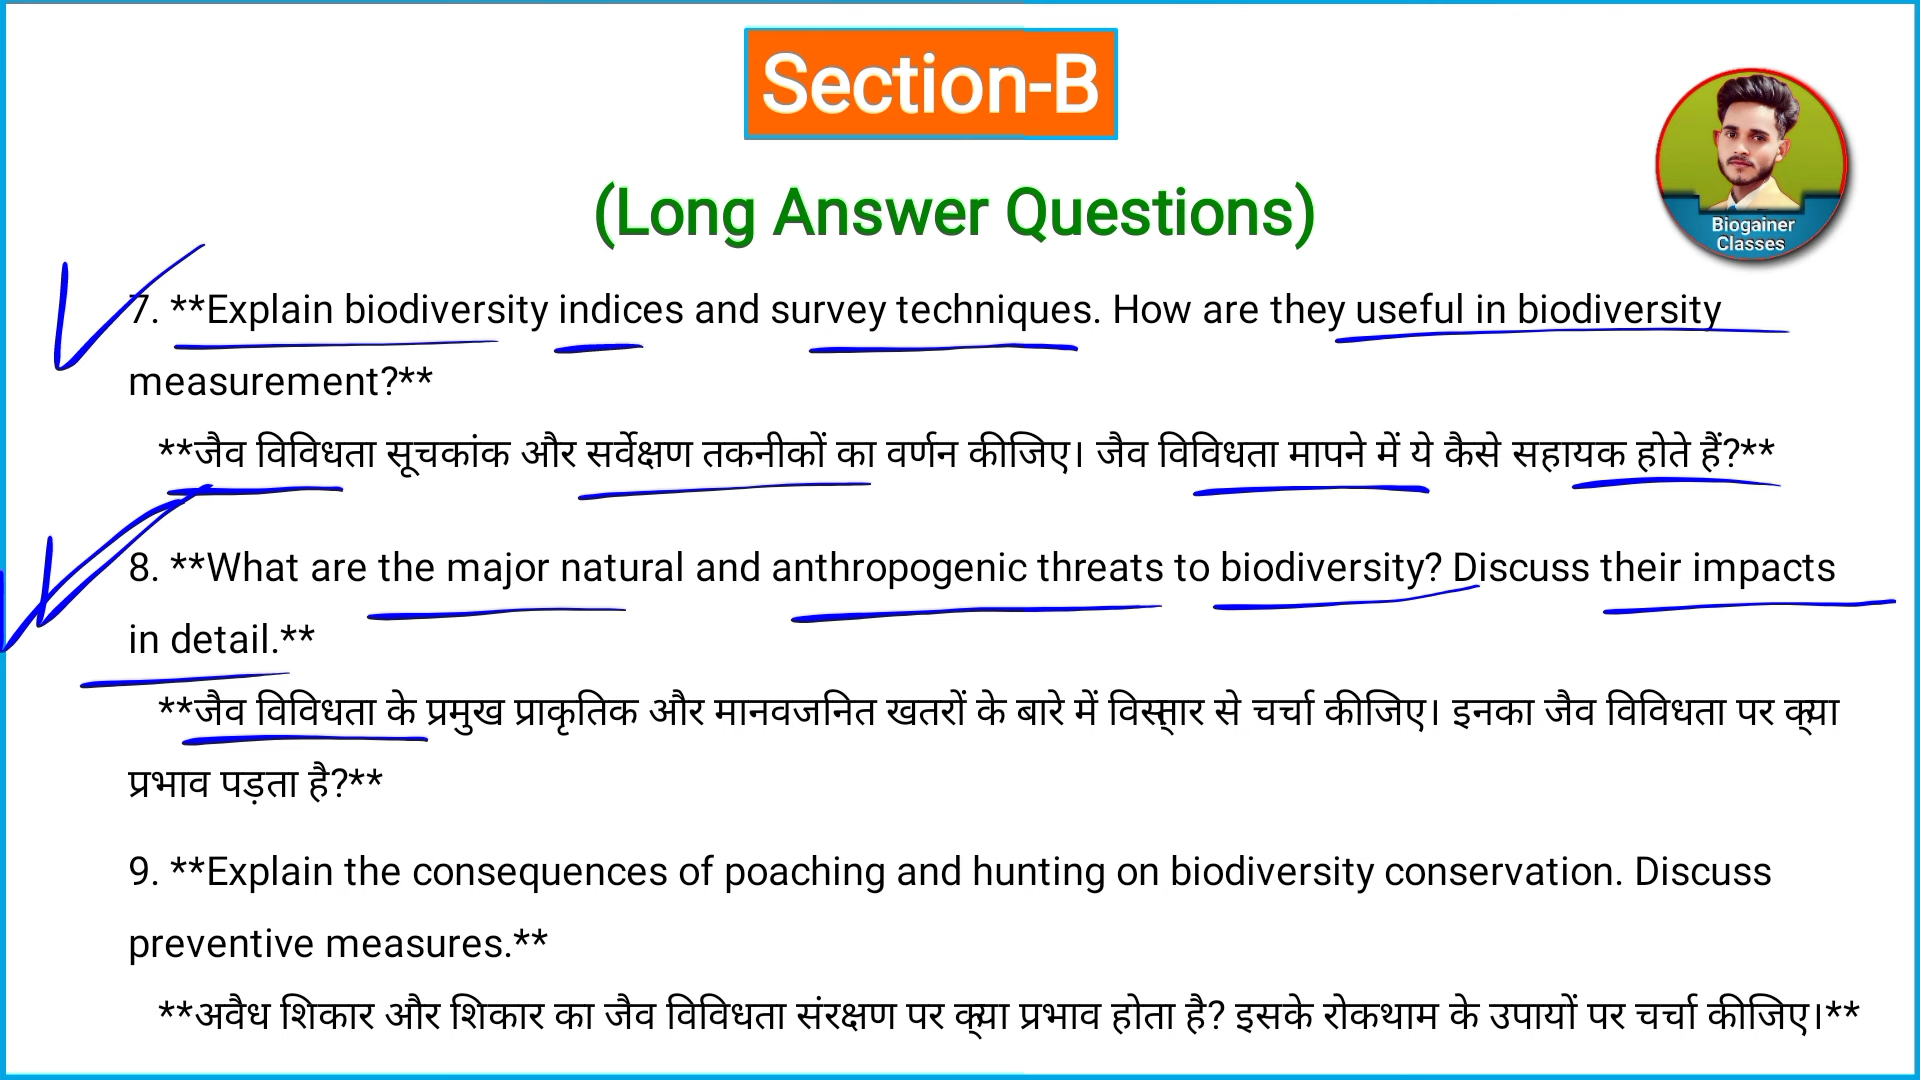 Section-B
(Long Answer Questions)
Biogainer
Classes
7. **Explain biodiversity indices and survey techniques. How are they useful in biodiversity
measurement?**
**जैव विविधता सूचकांक और सर्वेक्षण तकनीकों का वर्णन कीजिए। जैव विविधता मापने में ये कैसे सहायक होते हैं?**
8. **What are the major natural and anthropogenic threats to biodiversity? Discuss their impacts
in detail.**
**जैव विविधता के प्रमुख प्राकृतिक और मानवजनित खतरों के बारे में विस्तार से चर्चा कीजिए। इनका जैव विविधता पर क्या
प्रभाव पड़ता है?**
9. **Explain the consequences of poaching and hunting on biodiversity conservation. Discuss
preventive measures.**
**अवैध शिकार और शिकार का जैव विविधता संरक्षण पर क्या प्रभाव होता है? इसके रोकथाम के उपायों पर चर्चा कीजिए।**